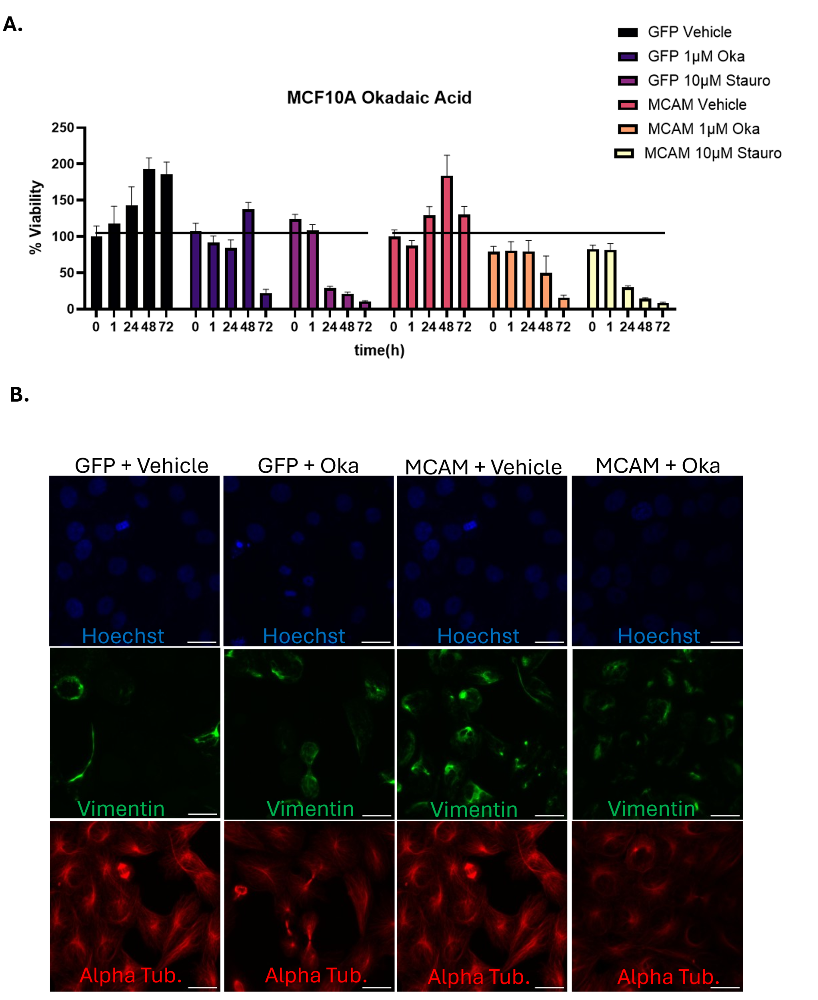 A.
GFP Vehicle
GFP 1µM Oka
GFP 10µM Stauro
MCAM Vehicle
MCAM 1µM Oka
MCAM 10µM Stauro
MCF10A Okadaic Acid
250
200
150
100
50
0
% Viability
0 1 24 48 72 0 1 24 48 72 0 1 24 48 72 0 1 24 48 72 0 1 24 48 72 0 1 24 48 72
time(h)
B.
GFP + Vehicle GFP + Oka MCAM + Vehicle MCAM + Oka
Hoechst Hoechst Hoechst Hoechst
Vimentin Vimentin Vimentin Vimentin
Alpha Tub. Alpha Tub. Alpha Tub. Alpha Tub.